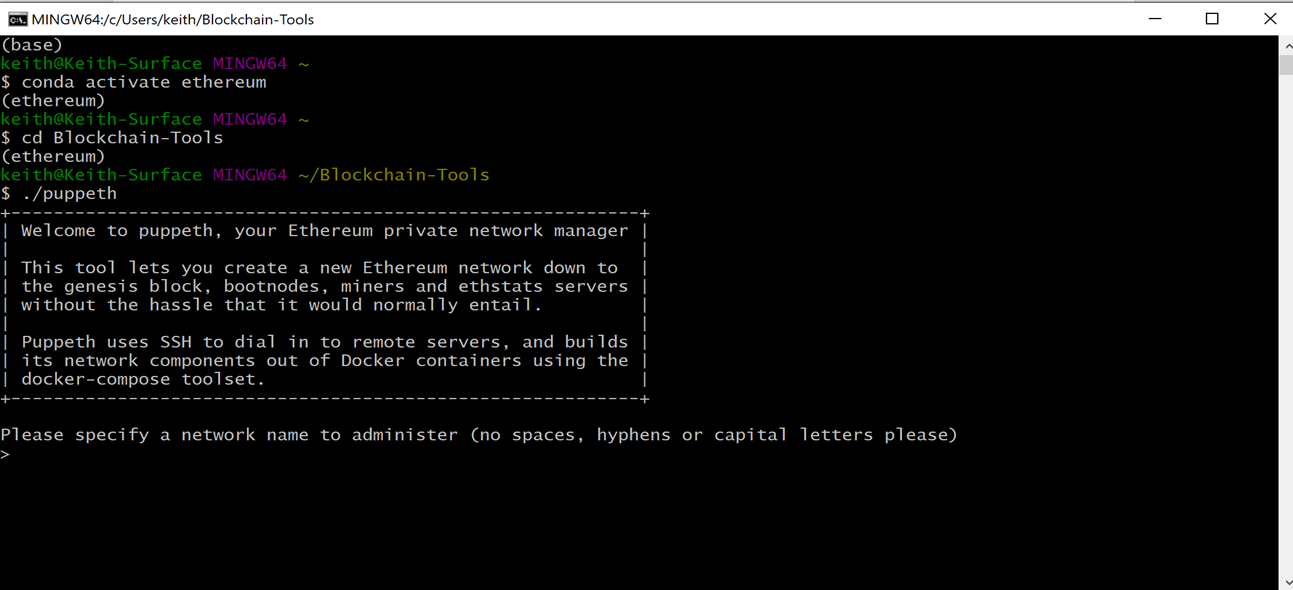 MINGW64:/c/Users/keith/Blockchain-Tools
(base)
keith@Keith-Surface MINGW64 ~
$ conda activate ethereum
(ethereum)
keith@Keith-Surface MINGW64 ~
$ cd Blockchain-Tools
(ethereum)
keith@Keith-Surface MINGW64 ~/Blockchain-Tools
$ ./puppeth
+-----------------------------------------------------------+
| Welcome to puppeth, your Ethereum private network manager |
|                                                           |
| This tool lets you create a new Ethereum network down to  |
| the genesis block, bootnodes, miners and ethstats servers |
| without the hassle that it would normally entail.         |
|                                                           |
| Puppeth uses SSH to dial in to remote servers, and builds |
| its network components out of Docker containers using the |
| docker-compose toolset.                                   |
+-----------------------------------------------------------+
Please specify a network name to administer (no spaces, hyphens or capital letters please)
>